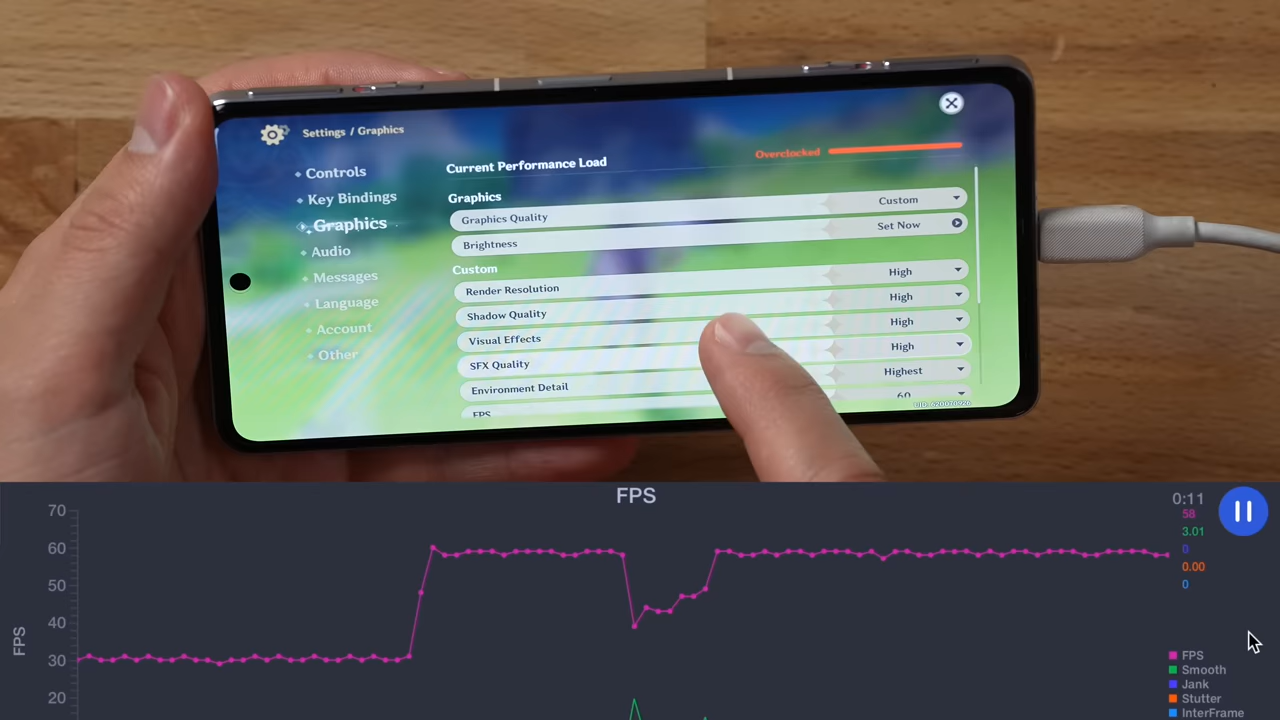 Settings / Graphics
Controls
Key Bindings
Graphics
Audio
Messages
Language
Account
Other
Current Performance Load
Overclocked
Graphics
Graphics Quality Custom
Brightness Set Now
Custom
Render Resolution High
Shadow Quality High
Visual Effects High
SFX Quality High
Environment Detail Highest
FPS 60
FPS
0:11
58
3.01
0
0.00
0
70
60
50
40
30
20
FPS
FPS
Smooth
Jank
Stutter
InterFrame